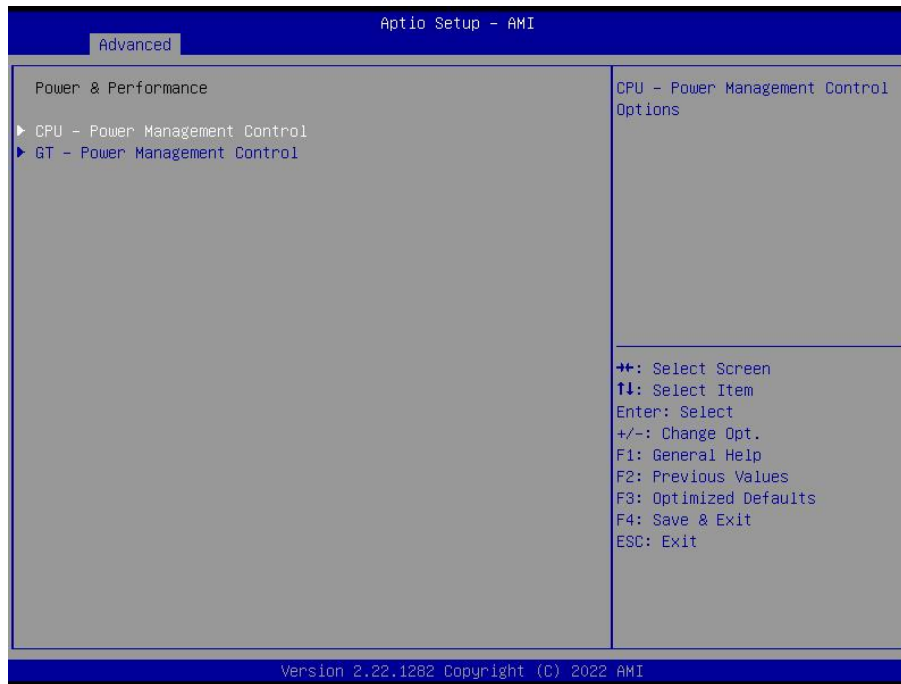 Aptio Setup – AMI
Advanced
Power & Performance
▶ CPU – Power Management Control
▶ GT – Power Management Control
CPU – Power Management Control
Options
→←: Select Screen
↑↓: Select Item
Enter: Select
+/-: Change Opt.
F1: General Help
F2: Previous Values
F3: Optimized Defaults
F4: Save & Exit
ESC: Exit
Version 2.22.1282 Copyright (C) 2022 AMI